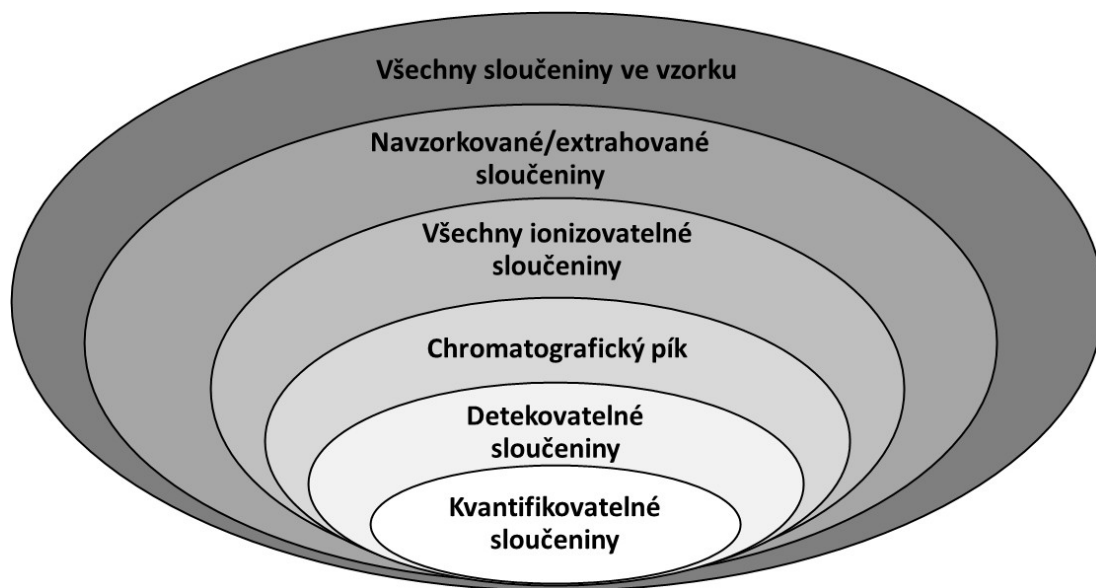 Všechny sloučeniny ve vzorku
Navzorkované/extrahované
sloučeniny
Všechny ionizovatelné
sloučeniny
Chromatografický pík
Detekovatelné
sloučeniny
Kvantifikovatelné
sloučeniny